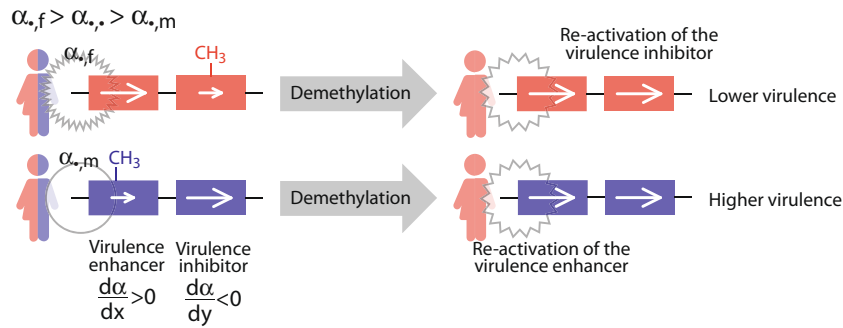 α•,f > α•,• > α•,m
α•,f
CH3
Demethylation
Re-activation of the
virulence inhibitor
Lower virulence
α•,m
CH3
Demethylation
Higher virulence
Re-activation of the
virulence enhancer
Virulence
enhancer
dα/dx >0
Virulence
inhibitor
dα/dy <0